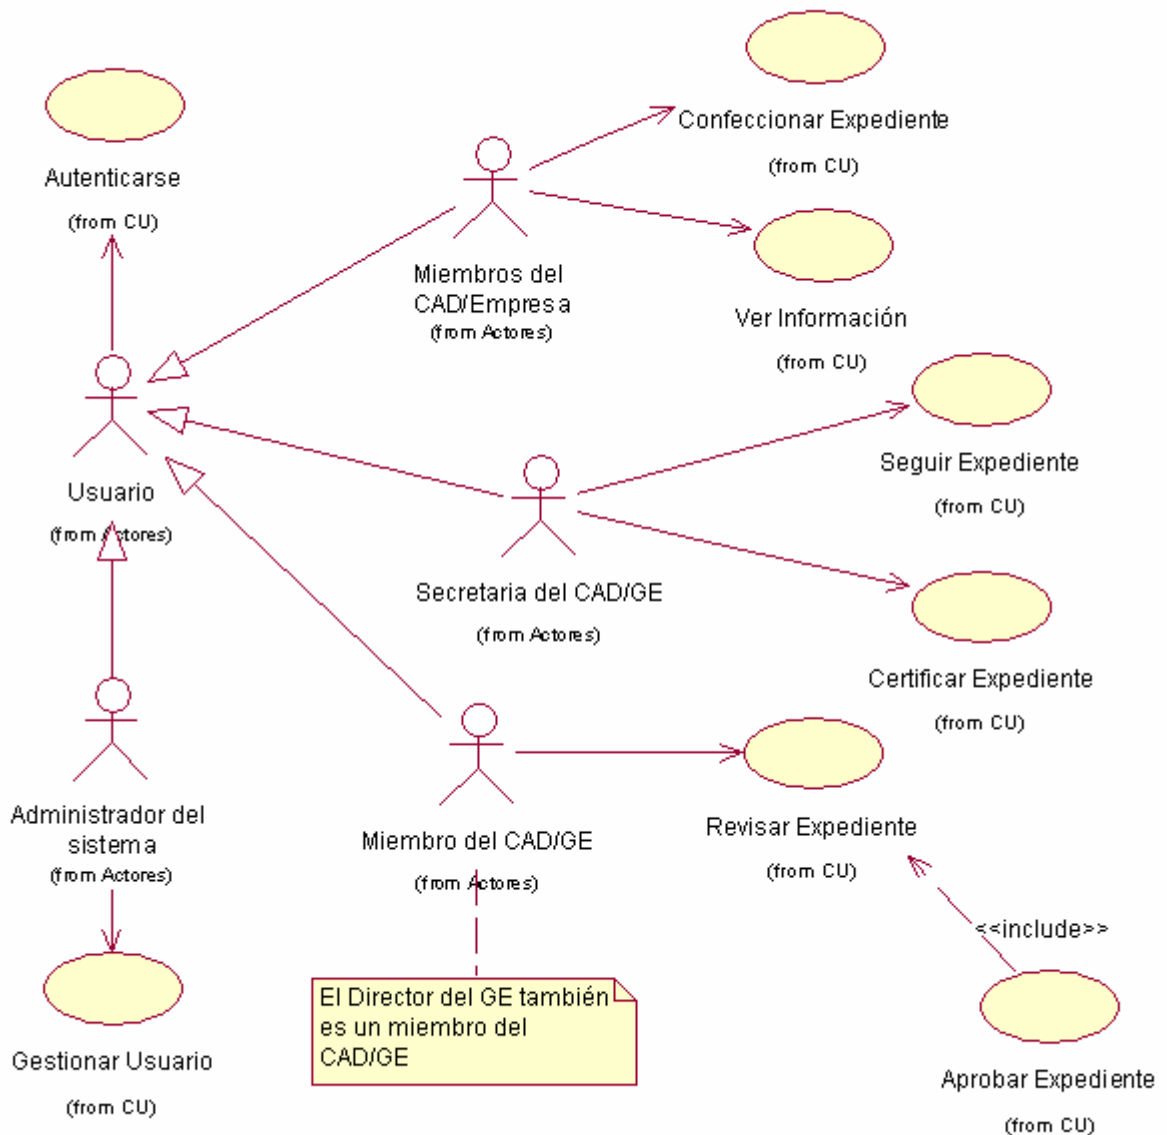 Confeccionar Expediente
(from CU)
Autenticarse
(from CU)
Miembros del
CAD/Empresa
(from Actores)
Ver Información
(from CU)
Seguir Expediente
(from CU)
Usuario
(from Actores)
Secretaria del CAD/GE
(from Actores)
Certificar Expediente
(from CU)
Administrador del
sistema
(from Actores)
Miembro del CAD/GE
(from Actores)
Revisar Expediente
(from CU)
<<include>>
El Director del GE también
es un miembro del
CAD/GE
Gestionar Usuario
(from CU)
Aprobar Expediente
(from CU)